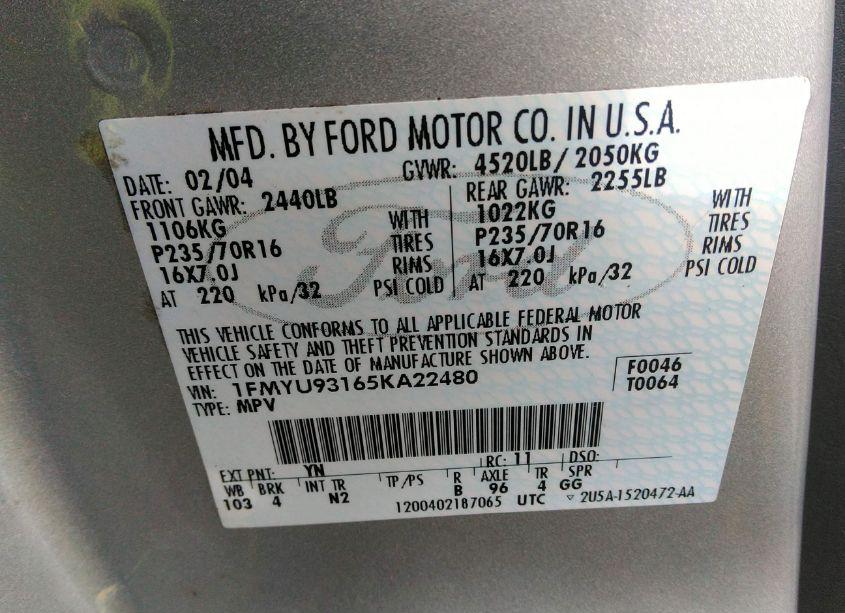 MFD. BY FORD MOTOR CO. IN U.S.A.
DATE: 02/04 GVWR: 4520LB/ 2050KG
FRONT GAWR: 2440LB REAR GAWR: 2255LB
1106KG WITH 1022KG WITH
P235/70R16 TIRES P235/70R16 TIRES
16X7.0J RIMS 16X7.0J RIMS
AT 220 kPa/32 PSI COLD AT 220 kPa/32 PSI COLD
Ford
THIS VEHICLE CONFORMS TO ALL APPLICABLE FEDERAL MOTOR
VEHICLE SAFETY AND THEFT PREVENTION STANDARDS IN
EFFECT ON THE DATE OF MANUFACTURE SHOWN ABOVE.
VIN: 1FMYU93165KA22480 F0046
TYPE: MPV T0064
EXT PNT: YN RC: 11 DSO:
WB BRK INT TR TP/PS R AXLE TR SPR
103 4 N2 B 96 4 GG
1200402187065 UTC ▽ 2U5A-1520472-AA